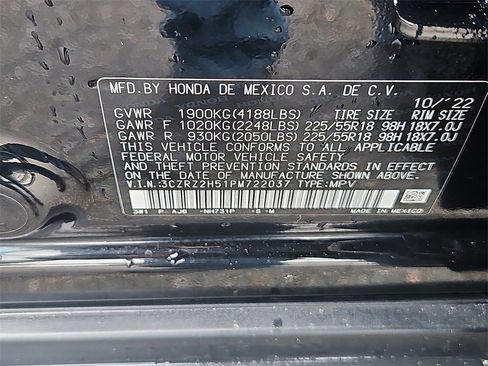 MFD.BY HONDA DE MEXICO S.A. DE C.V.
10/'22
GVWR 1900KG(4188LBS) TIRE SIZE RIM SIZE
GAWR F 1020KG(2248LBS) 225/55R18 98H 18X7.0J
GAWR R 930KG(2050LBS) 225/55R18 98H 18X7.0J
THIS VEHICLE CONFORMS TO ALL APPLICABLE
FEDERAL MOTOR VEHICLE SAFETY
AND THEFT PREVENTION STANDARDS IN EFFECT
ON THE DATE OF MANUFACTURE SHOWN ABOVE.
V.I.N.:3CZRZ2H51PM722037 TYPE:MPV
NH731P -S -M
MADE IN MEXICO